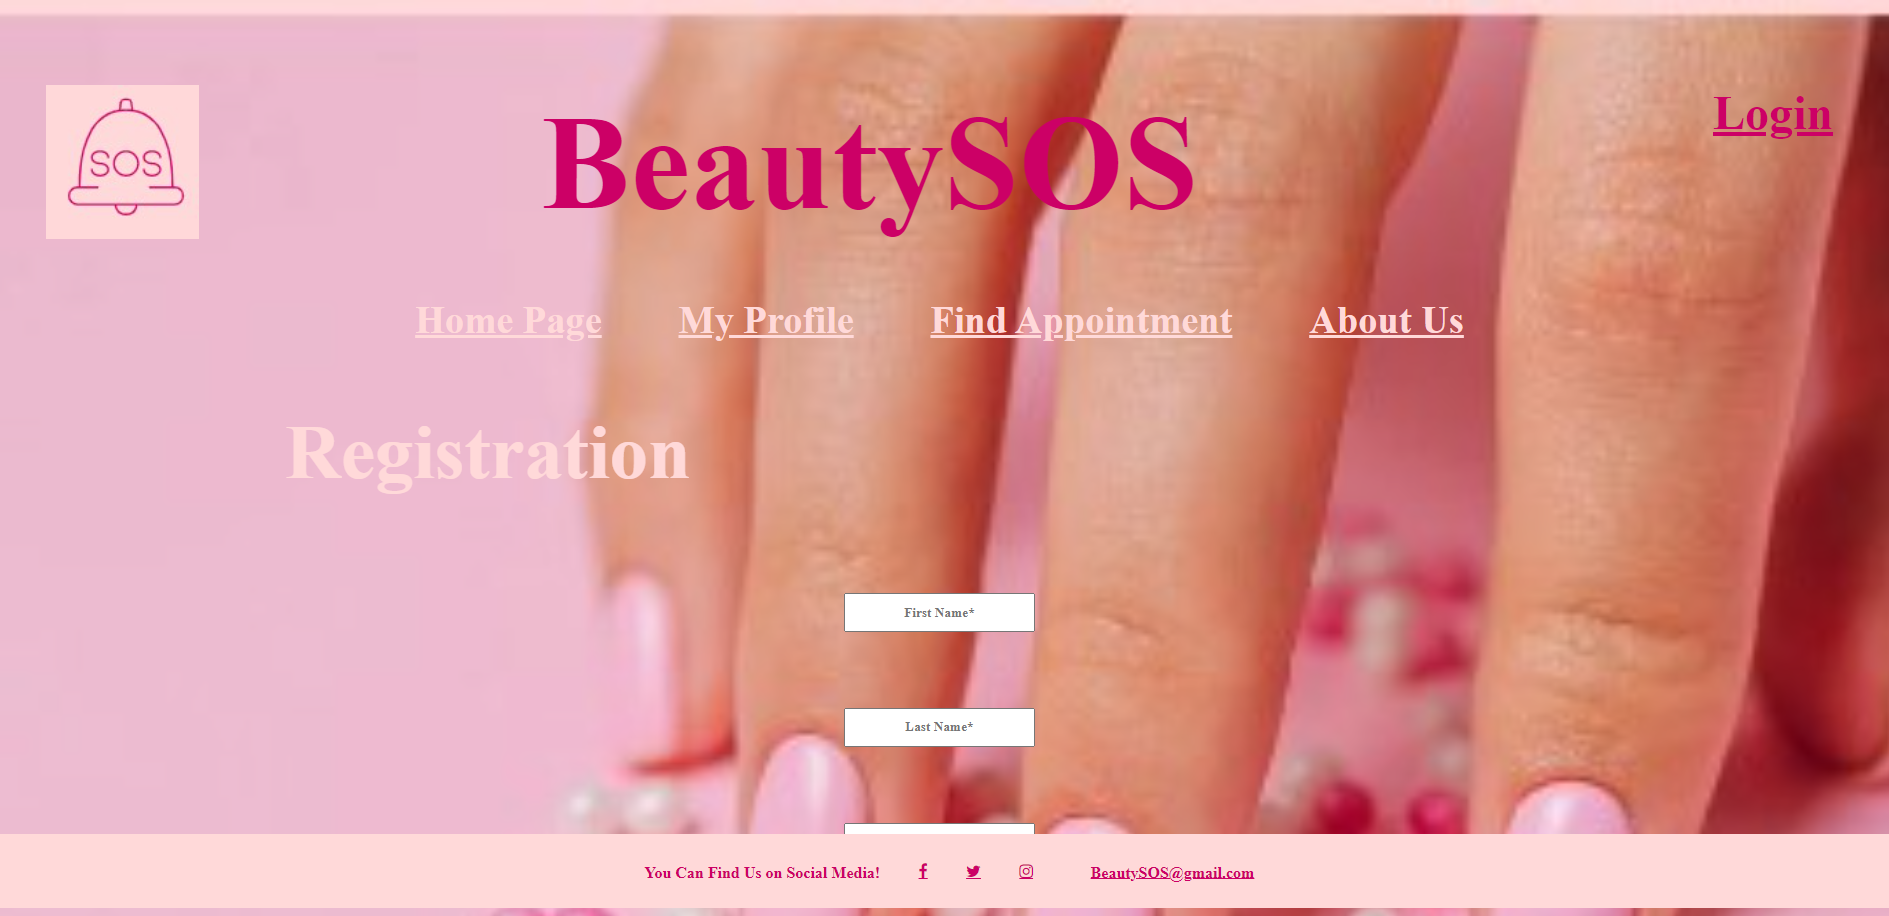 SOS
BeautySOS
Login
Home Page My Profile Find Appointment About Us
Registration
First Name*
Last Name*
You Can Find Us on Social Media! BeautySOS@gmail.com